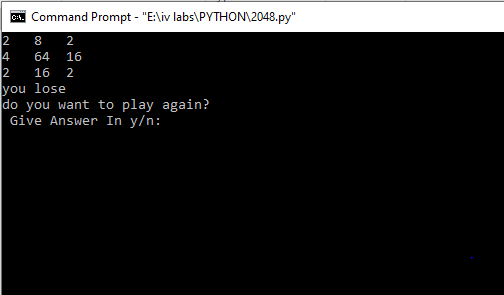 Command Prompt - "E:\iv labs\PYTHON\2048.py"
2 8 2
4 64 16
2 16 2
you lose
do you want to play again?
Give Answer In y/n: